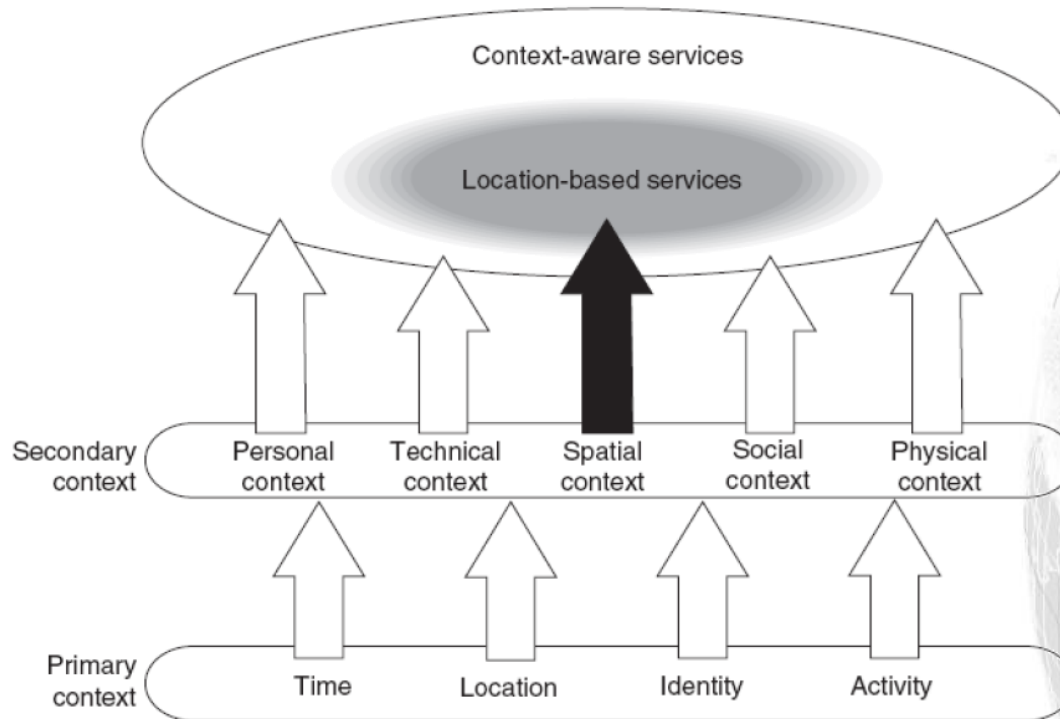 Context-aware services
Location-based services
Secondary
context
Personal
context
Technical
context
Spatial
context
Social
context
Physical
context
Primary
context
Time
Location
Identity
Activity